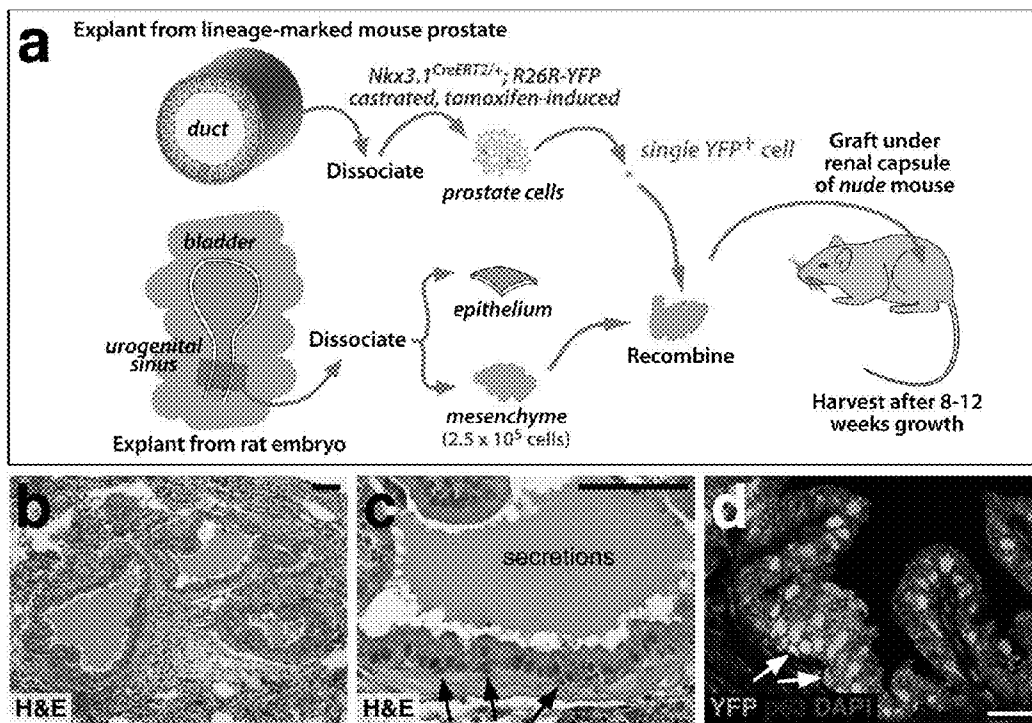 a
Explant from lineage-marked mouse prostate
Nkx3.1CreERT2/+; R26R-YFP
castrated, tamoxifen-induced
duct
single YFP+ cell
Graft under
renal capsule
of nude mouse
Dissociate
prostate cells
bladder
epithelium
urogenital
sinus
Dissociate
Recombine
mesenchyme
(2.5 x 10⁵ cells)
Explant from rat embryo
Harvest after 8-12
weeks growth
b
c
d
secretions
H&E
H&E
YFP
DAPI